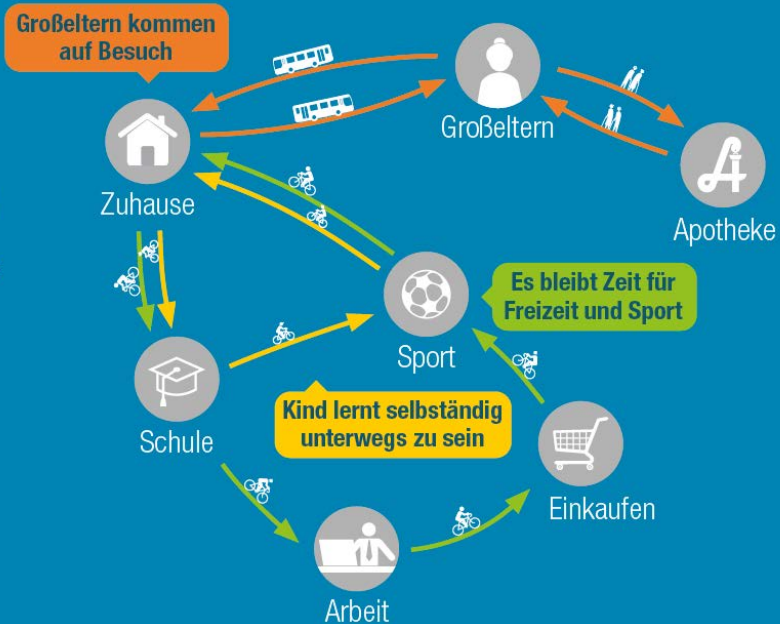 Großeltern kommen
auf Besuch
Großeltern
Zuhause
Apotheke
Es bleibt Zeit für
Freizeit und Sport
Sport
Kind lernt selbständig
unterwegs zu sein
Schule
Einkaufen
Arbeit